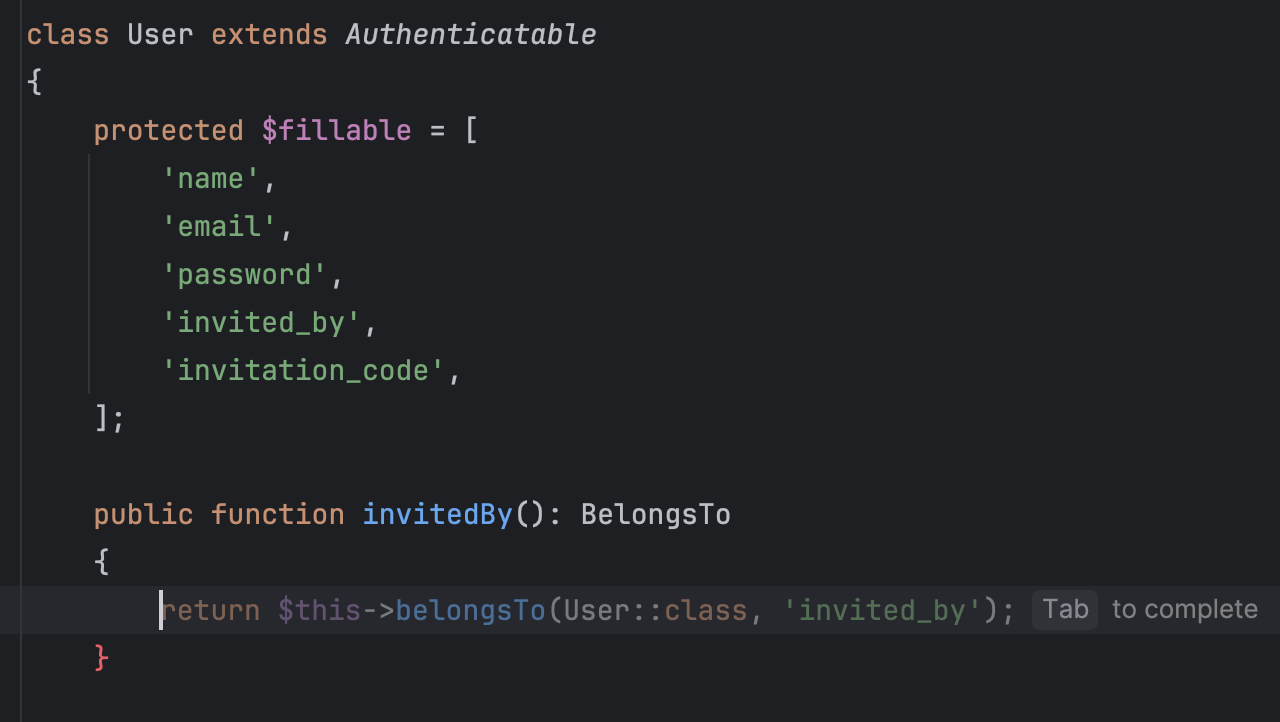 class User extends Authenticatable
{
    protected $fillable = [
        'name',
        'email',
        'password',
        'invited_by',
        'invitation_code',
    ];

    public function invitedBy(): BelongsTo
    {
        return $this->belongsTo(User::class, 'invited_by'); Tab to complete
    }